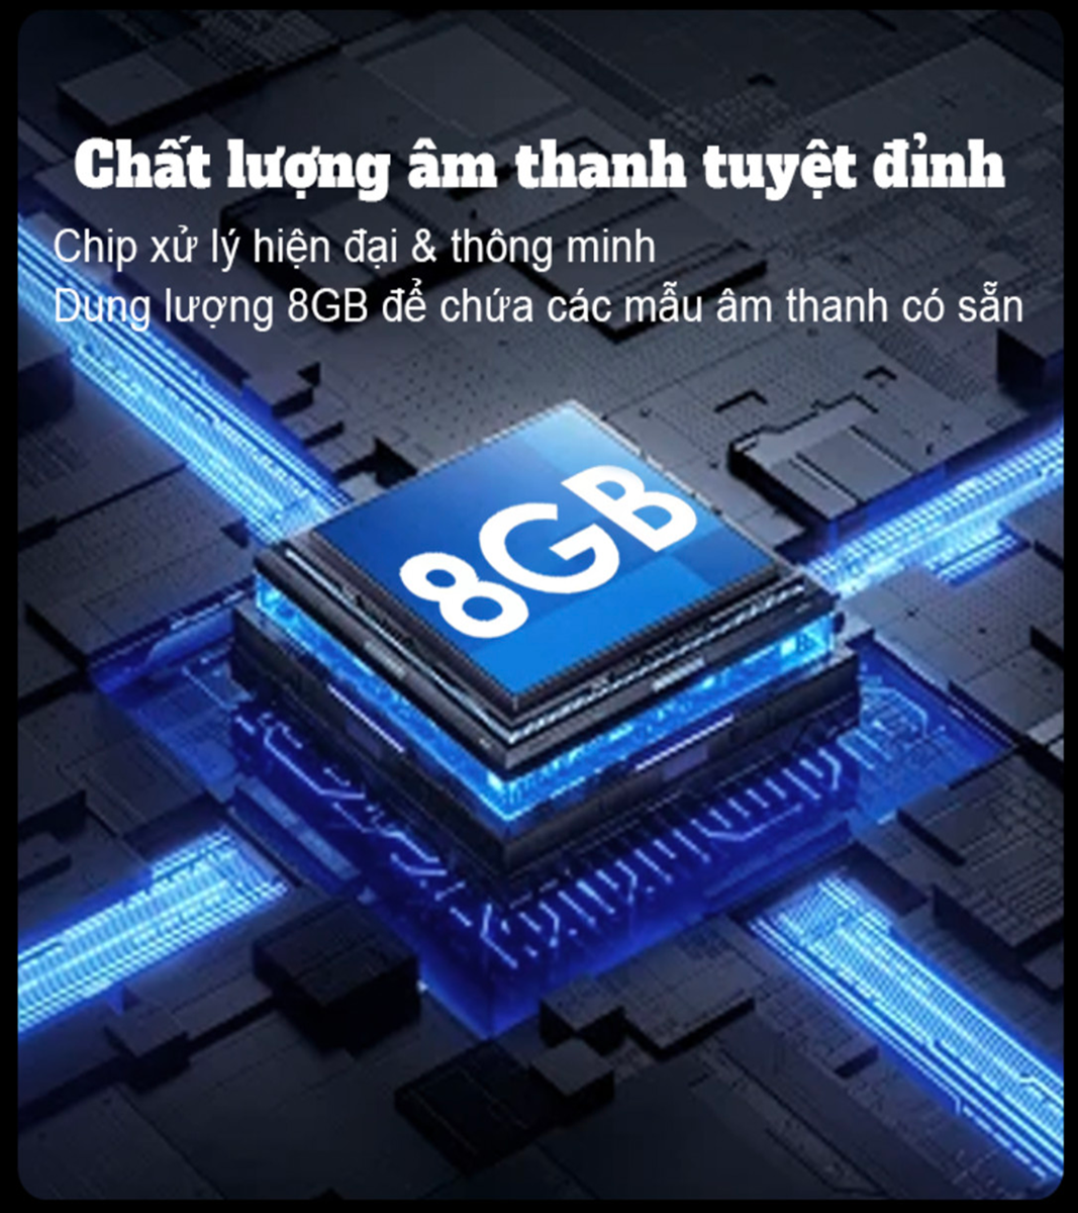 Chất lượng âm thanh tuyệt đỉnh
Chip xử lý hiện đại & thông minh
Dung lượng 8GB để chứa các mẫu âm thanh có sẵn
8GB